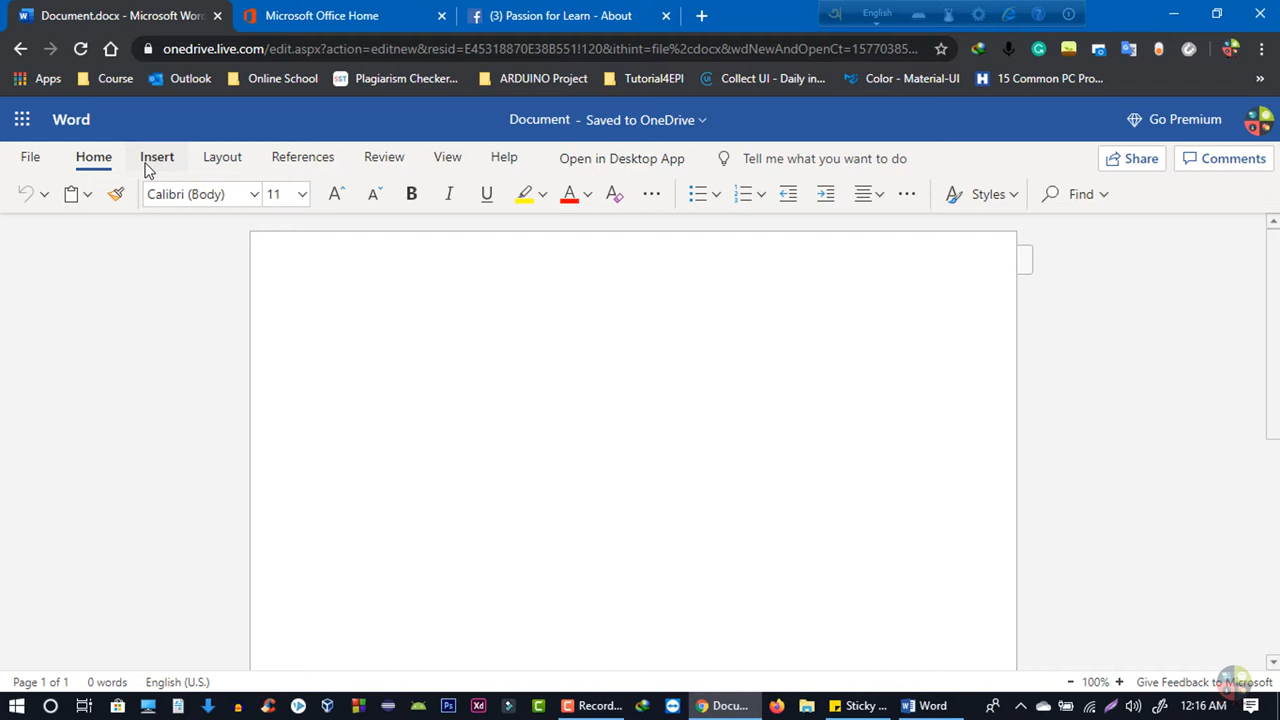 Document.docx - Microsoft Word
Microsoft Office Home
(3) Passion for Learn - About
English
onedrive.live.com/edit.aspx?action=editnew&resid=E45318870E38B551!120&ithint=file%2cdocx&wdNewAndOpenCt=15770385...
Apps
Course
Outlook
Online School
SST
Plagiarism Checker...
ARDUINO Project
Tutorial4EPI
Collect UI - Daily in...
Color - Material-UI
H
15 Common PC Pro...
»
Word
Document - Saved to OneDrive
Go Premium
File
Home
Insert
Layout
References
Review
View
Help
Open in Desktop App
Tell me what you want to do
Share
Comments
Calibri (Body)
11
A
A
B
I
U
A
A
Styles
Find
Page 1 of 1
0 words
English (U.S.)
- 100% +
Give Feedback to Microsoft
Ps
Xd
C
Record...
Docu...
Sticky ...
Word
12:16 AM